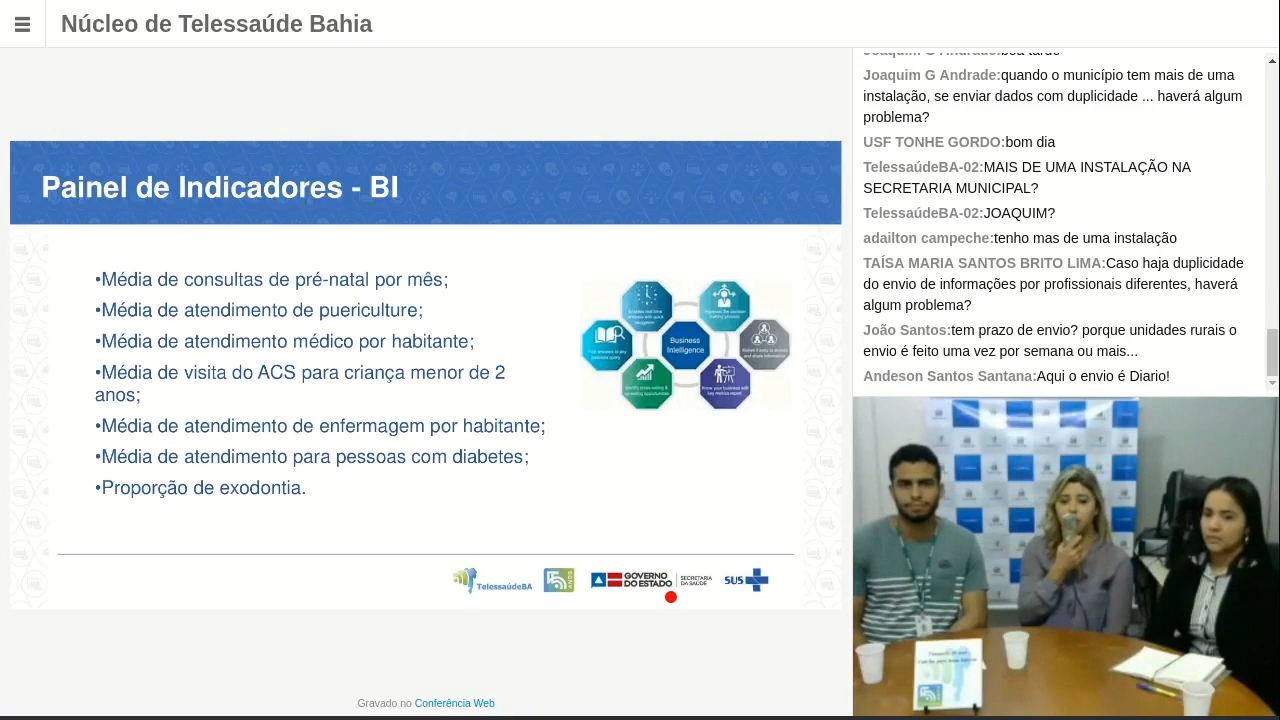 Núcleo de Telessaúde Bahia
Painel de Indicadores - BI
•Média de consultas de pré-natal por mês;
•Média de atendimento de puericultura;
•Média de atendimento médico por habitante;
•Média de visita do ACS para criança menor de 2
anos;
•Média de atendimento de enfermagem por habitante;
•Média de atendimento para pessoas com diabetes;
•Proporção de exodontia.
Business
Intelligence
TelessaúdeBA
GOVERNO
DO ESTADO
SECRETARIA
DA SAÚDE
SUS
Gravado no Conferência Web
Joaquim G Andrade:boa tarde
Joaquim G Andrade:quando o município tem mais de uma
instalação, se enviar dados com duplicidade ... haverá algum
problema?
USF TONHE GORDO:bom dia
TelessaúdeBA-02:MAIS DE UMA INSTALAÇÃO NA
SECRETARIA MUNICIPAL?
TelessaúdeBA-02:JOAQUIM?
adailton campeche:tenho mas de uma instalação
TAÍSA MARIA SANTOS BRITO LIMA:Caso haja duplicidade
do envio de informações por profissionais diferentes, haverá
algum problema?
João Santos:tem prazo de envio? porque unidades rurais o
envio é feito uma vez por semana ou mais...
Andeson Santos Santana:Aqui o envio é Diario!